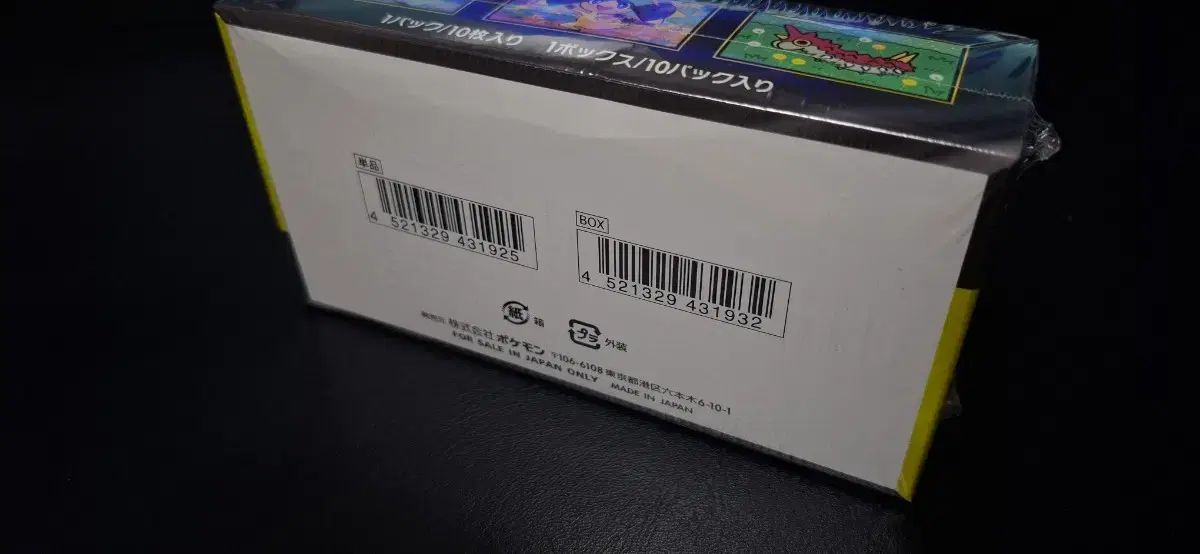 1パック/10枚入り 1ボックス/10パック入り
単品
4 521329 431925
BOX
4 521329 431932
紙 箱
プラ 外装
発売元 株式会社 ポケモン 〒106-6108 東京都港区六本木6-10-1
FOR SALE IN JAPAN ONLY MADE IN JAPAN